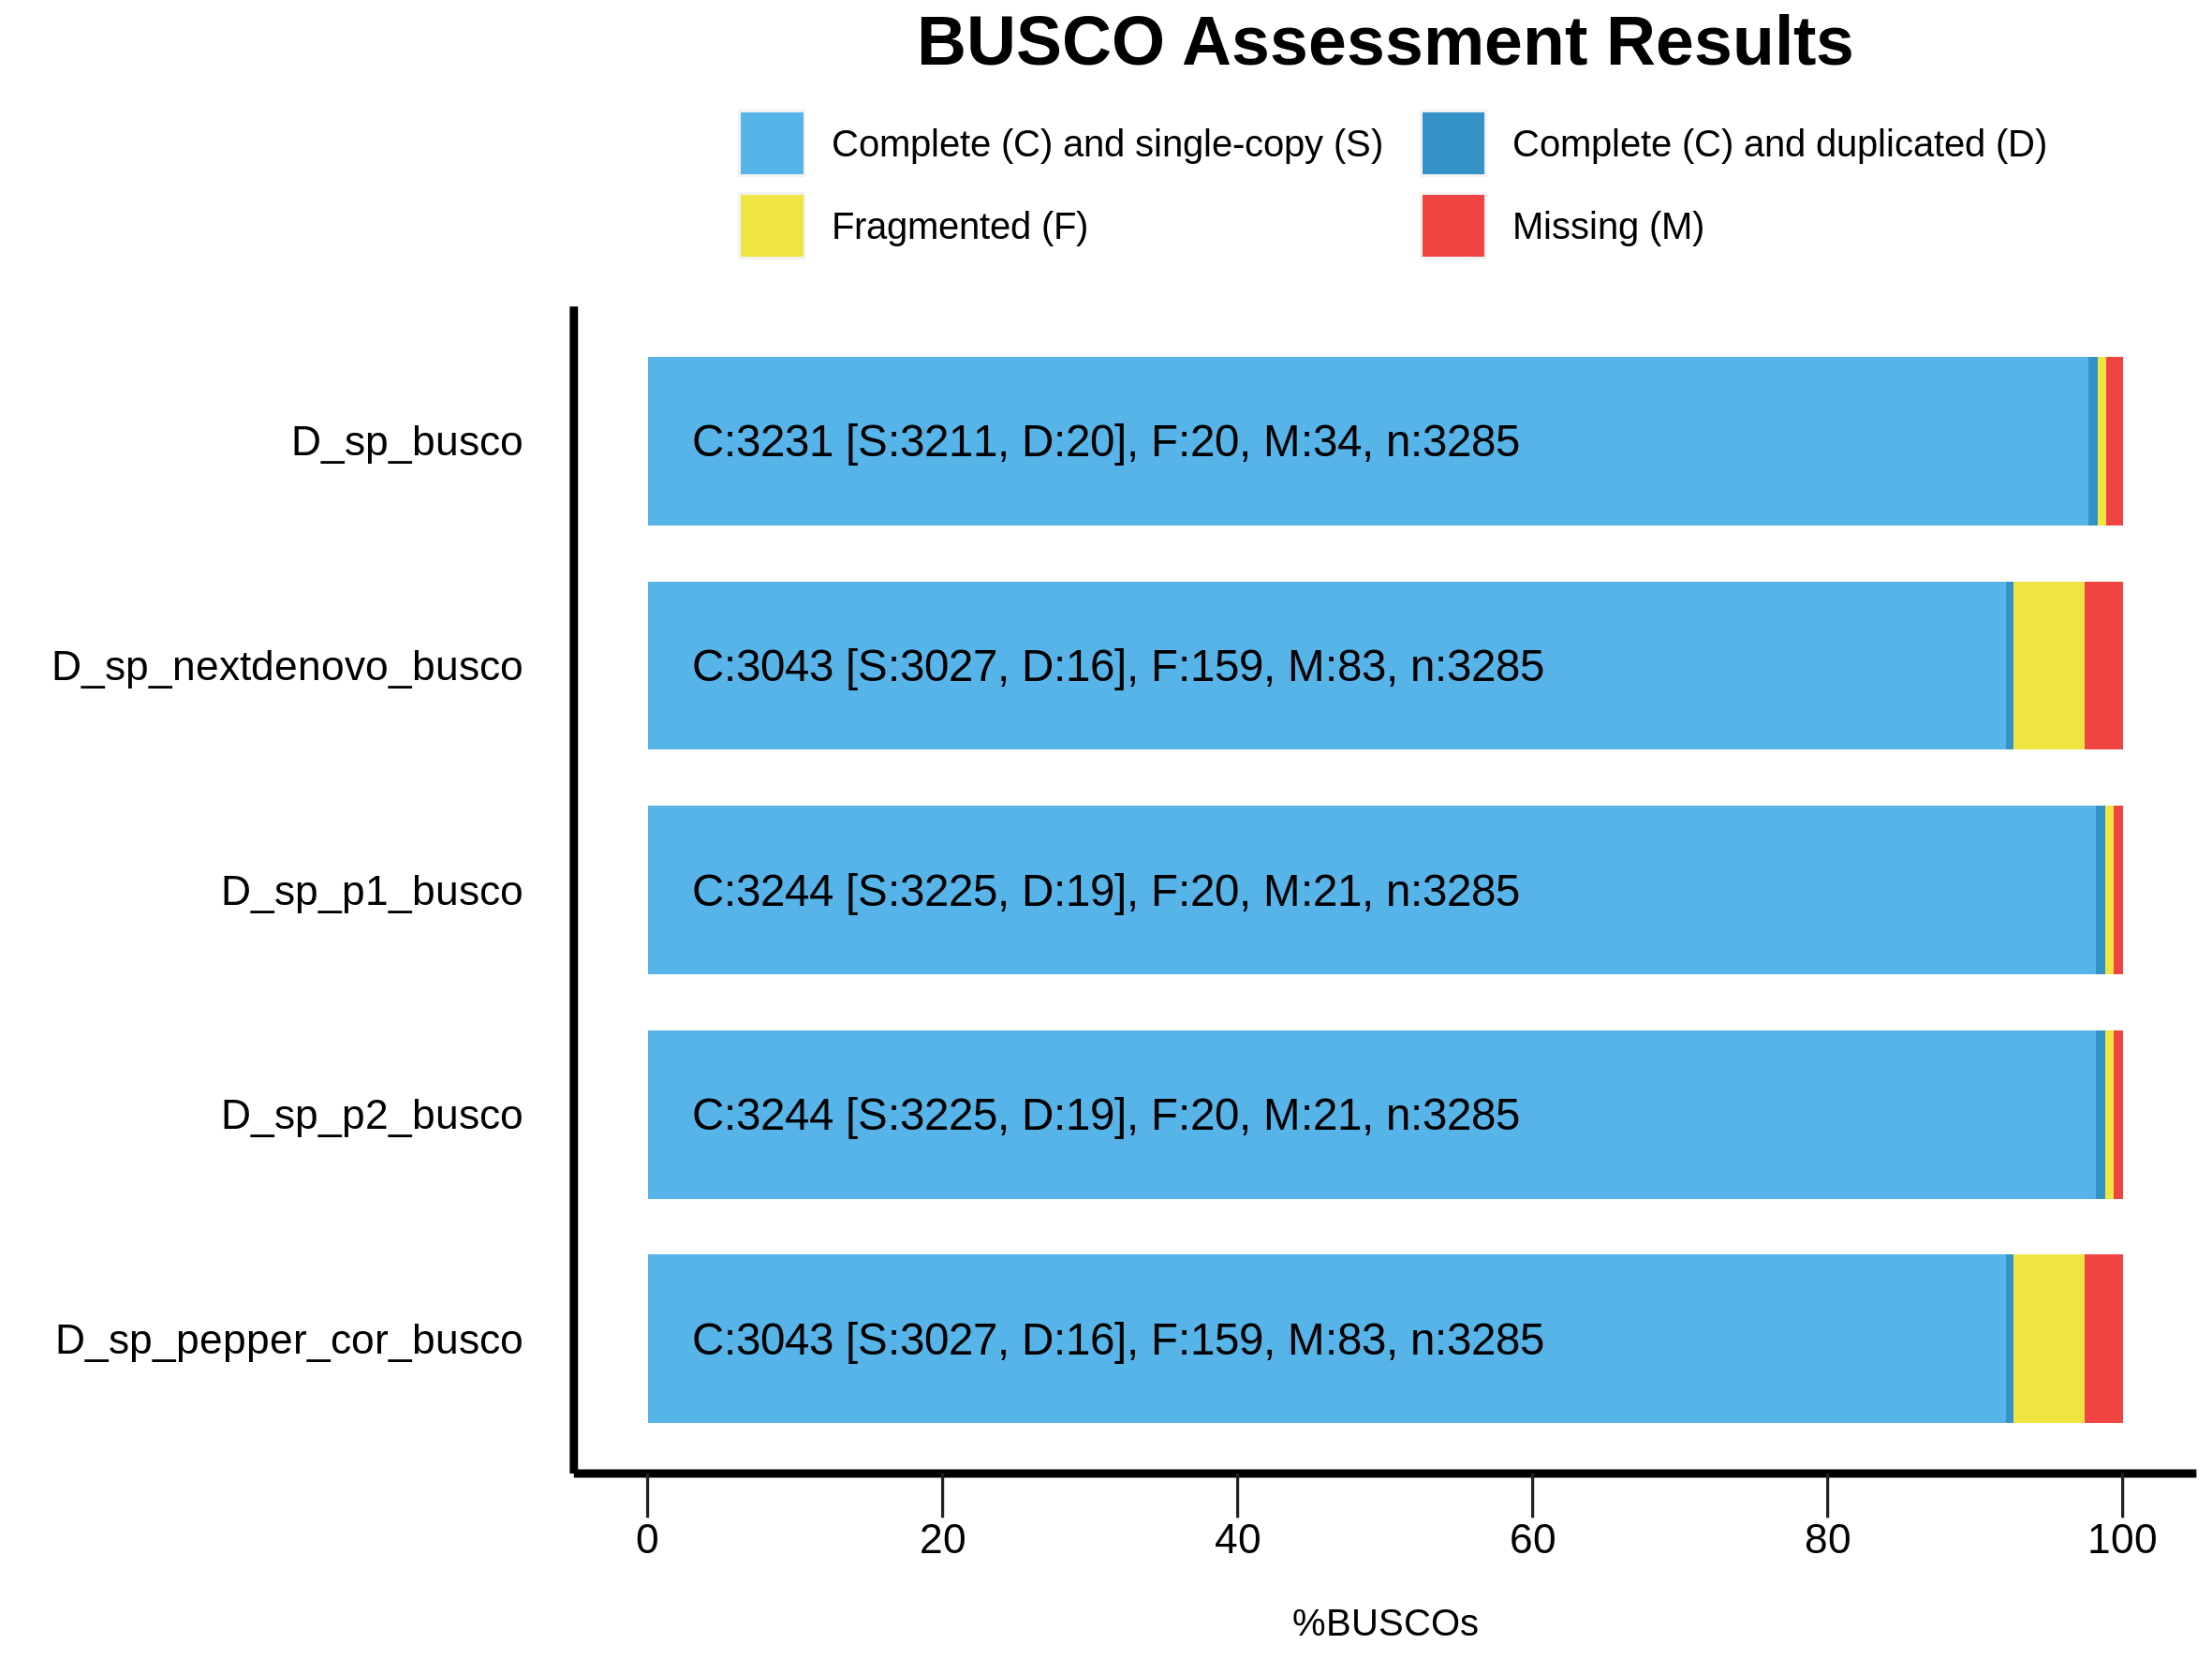 BUSCO Assessment Results
Complete (C) and single-copy (S)
Complete (C) and duplicated (D)
Fragmented (F)
Missing (M)
D_sp_busco
C:3231 [S:3211, D:20], F:20, M:34, n:3285
D_sp_nextdenovo_busco
C:3043 [S:3027, D:16], F:159, M:83, n:3285
D_sp_p1_busco
C:3244 [S:3225, D:19], F:20, M:21, n:3285
D_sp_p2_busco
C:3244 [S:3225, D:19], F:20, M:21, n:3285
D_sp_pepper_cor_busco
C:3043 [S:3027, D:16], F:159, M:83, n:3285
0 20 40 60 80 100
%BUSCOs